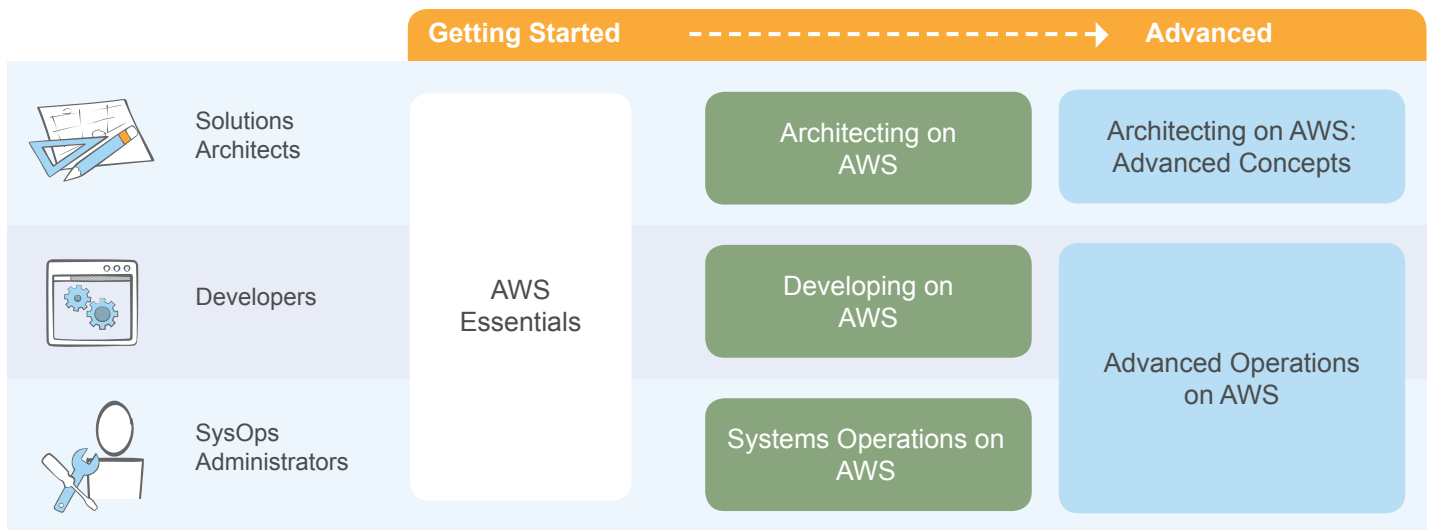 Getting Started
Advanced
Solutions
Architects
Architecting on
AWS
Architecting on AWS:
Advanced Concepts
Developers
AWS
Essentials
Developing on
AWS
Advanced Operations
on AWS
SysOps
Administrators
Systems Operations on
AWS